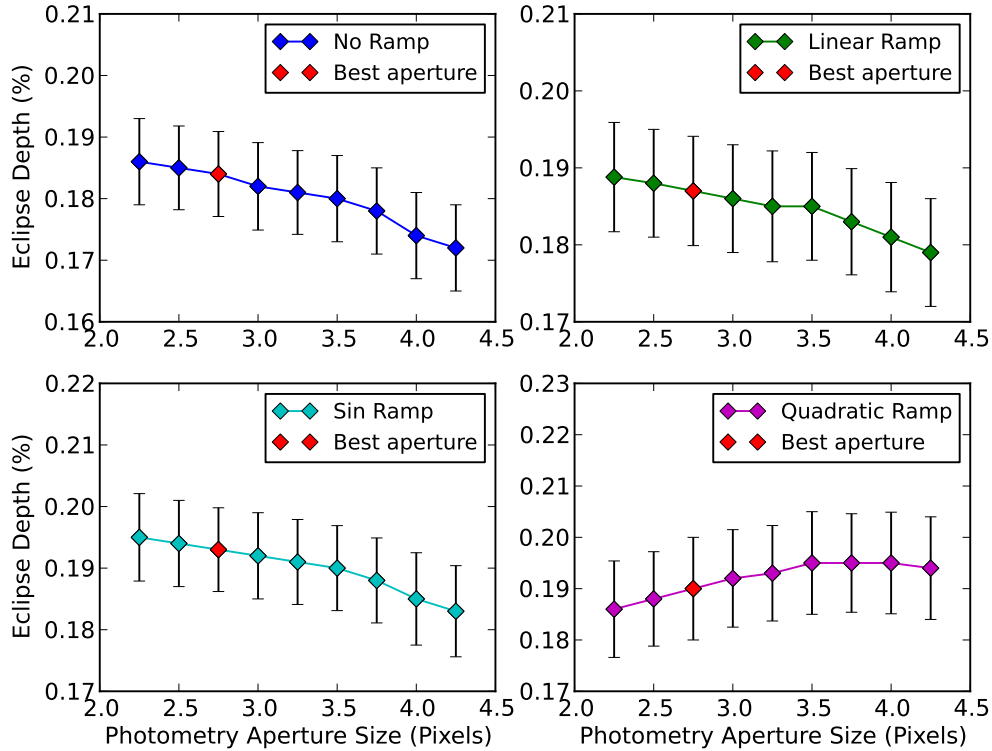 0.21
0.20
0.19
0.18
0.17
0.16
Eclipse Depth (%)
No Ramp
Best aperture
2.0 2.5 3.0 3.5 4.0 4.5
0.21
0.20
0.19
0.18
0.17
Linear Ramp
Best aperture
2.0 2.5 3.0 3.5 4.0 4.5
0.22
0.21
0.20
0.19
0.18
0.17
Eclipse Depth (%)
Sin Ramp
Best aperture
2.0 2.5 3.0 3.5 4.0 4.5
Photometry Aperture Size (Pixels)
0.23
0.22
0.21
0.20
0.19
0.18
0.17
Quadratic Ramp
Best aperture
2.0 2.5 3.0 3.5 4.0 4.5
Photometry Aperture Size (Pixels)